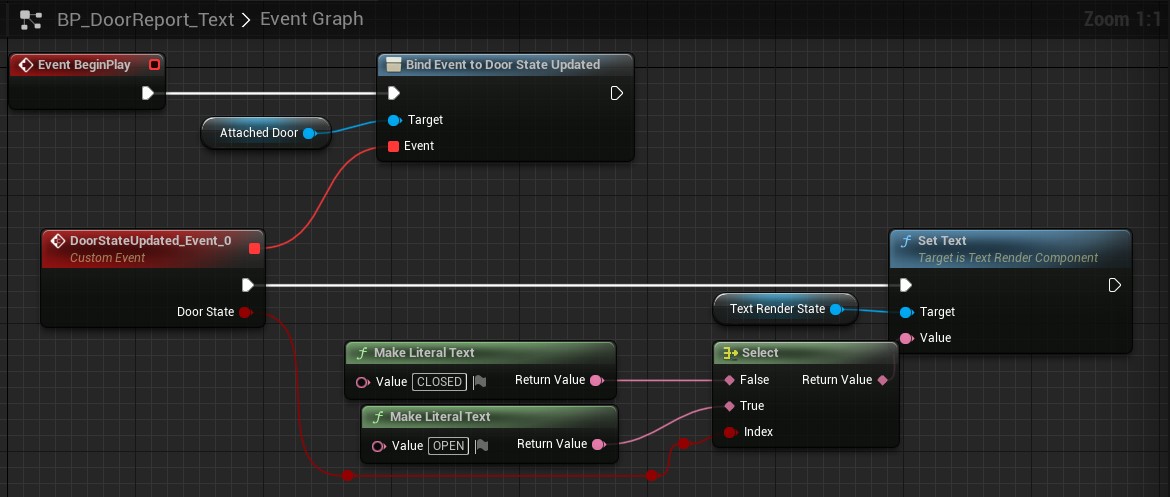 BP_DoorReport_Text > Event Graph
Zoom 1:1
Event BeginPlay
Bind Event to Door State Updated
Attached Door
Target
Event
DoorStateUpdated_Event_0
Custom Event
Door State
Set Text
Target is Text Render Component
Text Render State
Target
Value
Make Literal Text
Value CLOSED
Return Value
Select
False
Return Value
True
Index
Make Literal Text
Value OPEN
Return Value